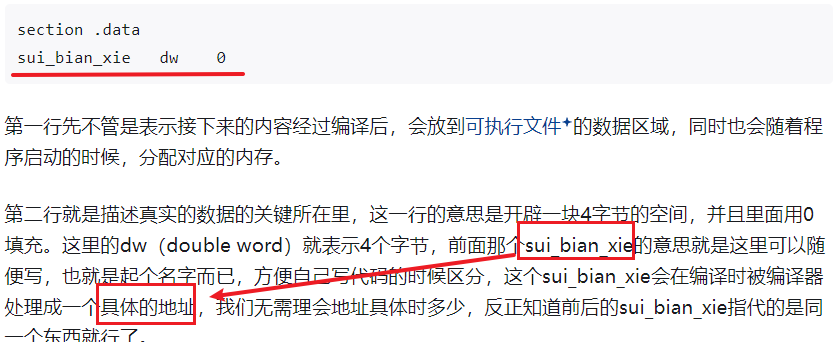 section .data
sui_bian_xie dw 0
第一行先不管是表示接下来的内容经过编译后，会放到可执行文件的数据区域，同时也会随着程
序启动的时候，分配对应的内存。
第二行就是描述真实的数据的关键所在里，这一行的意思是开辟一块4字节的空间，并且里面用0
填充。这里的dw（double word）就表示4个字节，前面那个sui_bian_xie的意思就是这里可以随
便写，也就是起个名字而已，方便自己写代码的时候区分，这个sui_bian_xie会在编译时被编译器
处理成一个具体的地址，我们无需理会地址具体时多少，反正知道前后的sui_bian_xie指代的是同
一个东西就行了。